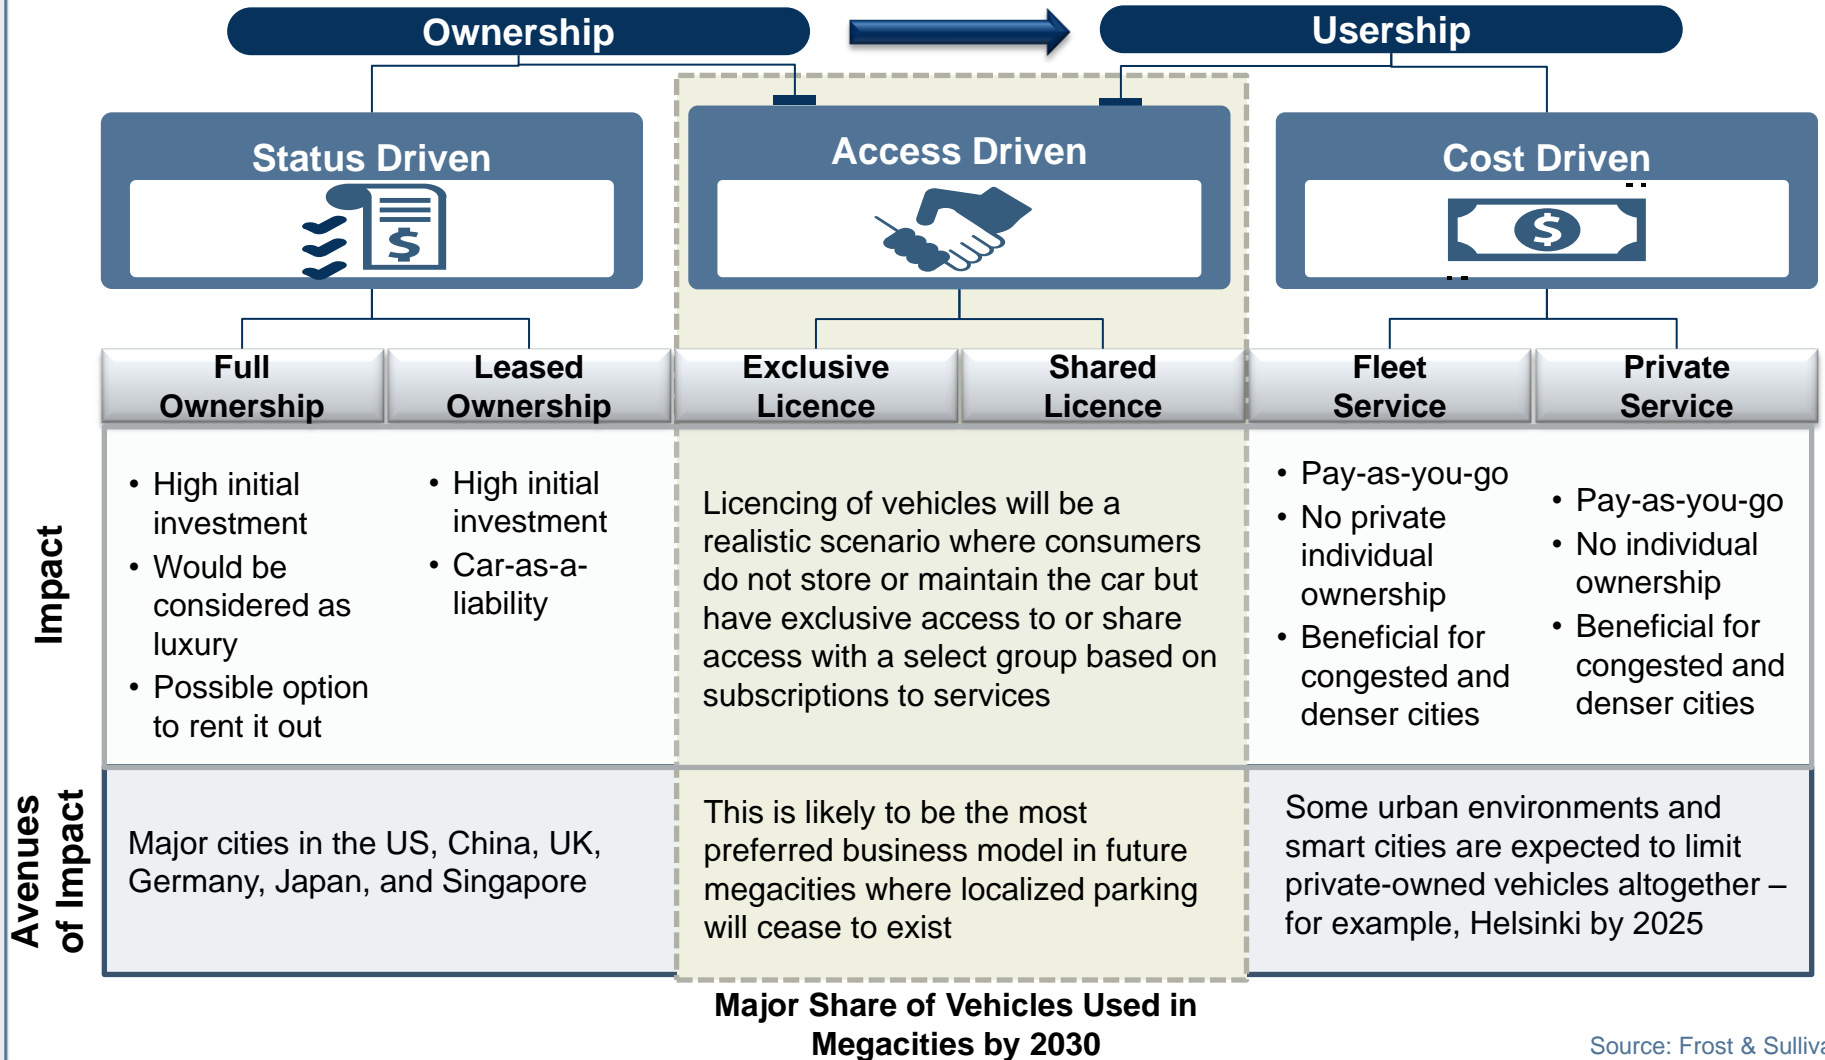 Ownership
Usership
Status Driven
Access Driven
Cost Driven
$
$
Full
Ownership
Leased
Ownership
Exclusive
Licence
Shared
Licence
Fleet
Service
Private
Service
Impact
• High initial
investment
• Would be
considered as
luxury
• Possible option
to rent it out
• High initial
investment
• Car-as-a-
liability
Licencing of vehicles will be a
realistic scenario where consumers
do not store or maintain the car but
have exclusive access to or share
access with a select group based on
subscriptions to services
• Pay-as-you-go
• No private
individual
ownership
• Beneficial for
congested and
denser cities
• Pay-as-you-go
• No individual
ownership
• Beneficial for
congested and
denser cities
Avenues
of Impact
Major cities in the US, China, UK,
Germany, Japan, and Singapore
This is likely to be the most
preferred business model in future
megacities where localized parking
will cease to exist
Some urban environments and
smart cities are expected to limit
private-owned vehicles altogether –
for example, Helsinki by 2025
Major Share of Vehicles Used in
Megacities by 2030
Source: Frost & Sulliva